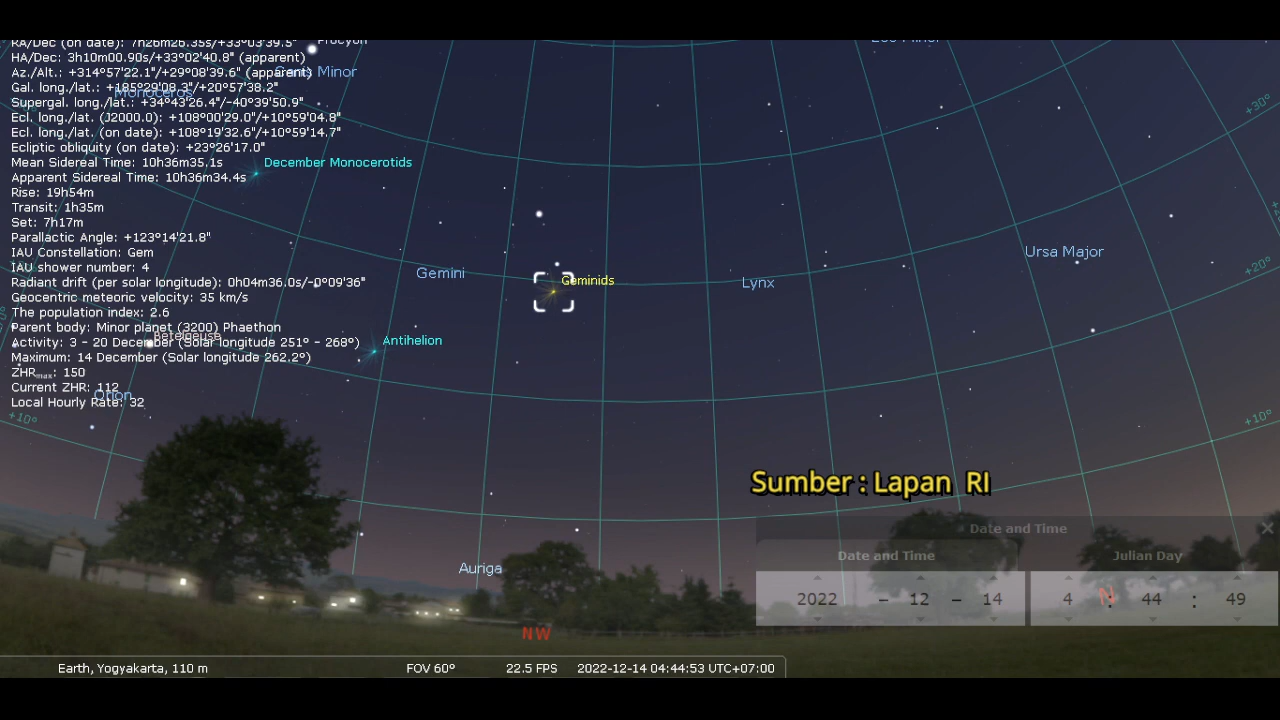 RA/Dec (on date): 7h26m26.35s/+33°03'39.5"
Procyon
Leo Minor
HA/Dec: 3h10m00.90s/+33°02'40.8" (apparent)
Az./Alt.: +314°57'22.1"/+29°08'39.6" (apparent)
Canis Minor
Gal. long./lat.: +185°29'08.3"/+20°57'38.2"
Monoceros
Supergal. long./lat.: +34°43'26.4"/-40°39'50.9"
+30°
Ecl. long./lat. (J2000.0): +108°00'29.0"/+10°59'04.8"
Ecl. long./lat. (on date): +108°19'32.6"/+10°59'14.7"
Ecliptic obliquity (on date): +23°26'17.0"
Mean Sidereal Time: 10h36m35.1s
December Monocerotids
Apparent Sidereal Time: 10h36m34.4s
Rise: 19h54m
Transit: 1h35m
Set: 7h17m
Parallactic Angle: +123°14'21.8"
IAU Constellation: Gem
Ursa Major
IAU shower number: 4
+20°
Gemini
Radiant drift (per solar longitude): 0h04m36.0s/-0°09'36"
Geminids
Lynx
Geocentric meteoric velocity: 35 km/s
The population index: 2.6
Parent body: Minor planet (3200) Phaethon
Betelgeuse
Activity: 3 - 20 December (Solar longitude 251° - 268°)
Antihelion
Maximum: 14 December (Solar longitude 262.2°)
ZHRmax: 150
Current ZHR: 112
Orion
Local Hourly Rate: 32
+10°
+10°
Sumber : Lapan RI
Date and Time
×
Date and Time
Julian Day
Auriga
2022 - 12 - 14
4 : 44 : 49
N
NW
Earth, Yogyakarta, 110 m
FOV 60°
22.5 FPS
2022-12-14 04:44:53 UTC+07:00